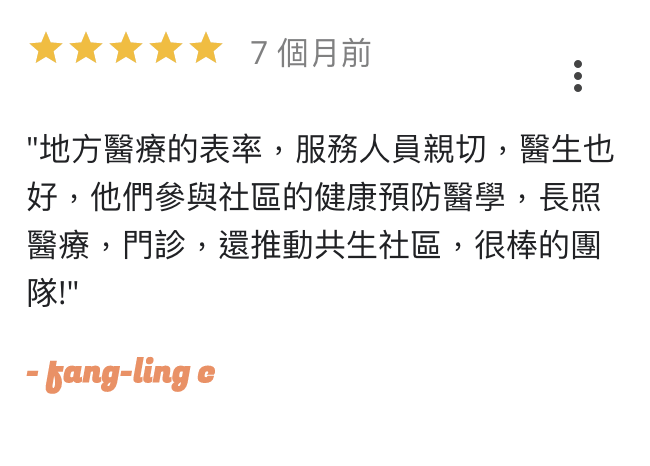 7 個月前
"地方醫療的表率，服務人員親切，醫生也
好，他們參與社區的健康預防醫學，長照
醫療，門診，還推動共生社區，很棒的團
隊!"
- fang-ling c